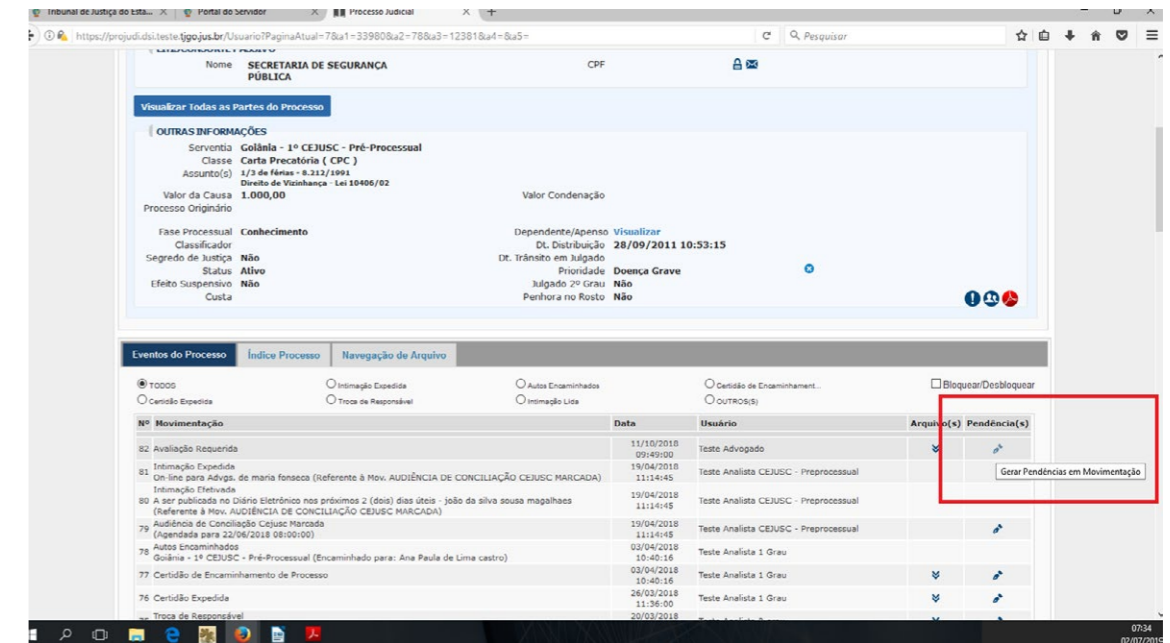 Tribunal de Justiça do Esta... × Portal do Servidor × Processo Judicial × +
https://projudi.dsi.teste.tjgo.jus.br/Usuario?PaginaAtual=7&a1=33980&a2=78&a3=12381&a4=&a5= Pesquisar
Nome SECRETARIA DE SEGURANÇA PÚBLICA CPF
Visualizar Todas as Partes do Processo
OUTRAS INFORMAÇÕES
Serventia Goiânia - 1º CEJUSC - Pré-Processual
Classe Carta Precatória ( CPC )
Assunto(s) 1/3 de férias - 8.212/1991
Direito de Vizinhança - Lei 10406/02
Valor da Causa 1.000,00 Valor Condenação
Processo Originário
Fase Processual Conhecimento Dependente/Apenso Visualizar
Classificador Dt. Distribuição 28/09/2011 10:53:15
Segredo de Justiça Não Dt. Trânsito em Julgado
Status Ativo Prioridade Doença Grave
Efeito Suspensivo Não Julgado 2º Grau Não
Custa Penhora no Rosto Não
Eventos do Processo Índice Processo Navegação de Arquivo
TODOS Intimação Expedida Autos Encaminhados Certidão de Encaminhament... Bloquear/Desbloquear
Certidão Expedida Troca de Responsável Intimação Lida OUTROS(S)
Nº Movimentação Data Usuário Arquivo(s) Pendência(s)
82 Avaliação Requerida 11/10/2018 09:49:00 Teste Advogado
Gerar Pendências em Movimentação
81 Intimação Expedida
On-line para Advgs. de maria fonseca (Referente à Mov. AUDIÊNCIA DE CONCILIAÇÃO CEJUSC MARCADA) 19/04/2018 11:14:45 Teste Analista CEJUSC - Preprocessual
80 Intimação Efetivada
A ser publicada no Diário Eletrônico nos próximos 2 (dois) dias úteis - joão da silva sousa magalhaes
(Referente à Mov. AUDIÊNCIA DE CONCILIAÇÃO CEJUSC MARCADA) 19/04/2018 11:14:45 Teste Analista CEJUSC - Preprocessual
79 Audiência de Conciliação Cejusc Marcada
(Agendada para 22/06/2018 08:00:00) 19/04/2018 11:14:45 Teste Analista CEJUSC - Preprocessual
78 Autos Encaminhados
Goiânia - 1º CEJUSC - Pré-Processual (Encaminhado para: Ana Paula de Lima castro) 03/04/2018 10:40:16 Teste Analista 1 Grau
77 Certidão de Encaminhamento de Processo 03/04/2018 10:40:16 Teste Analista 1 Grau
76 Certidão Expedida 26/03/2018 11:36:00 Teste Analista 1 Grau
Troca de Responsável 20/03/2018
07:34
02/07/2019